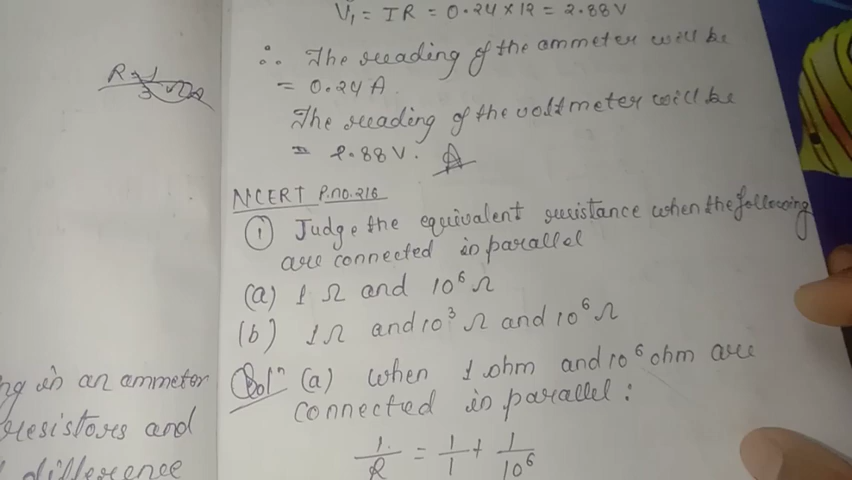 V₁ = IR = 0.24 × 12 = 2.88 V
∴ The reading of the ammeter will be
= 0.24 A.
The reading of the voltmeter will be
= 2.88 V.
NCERT P.no.216
① Judge the equivalent resistance when the following
are connected in parallel
(a) 1 Ω and 10⁶ Ω
(b) 1Ω and 10³ Ω and 10⁶ Ω
Solⁿ (a) when 1 ohm and 10⁶ ohm are
connected in parallel :
1/R = 1/1 + 1/10⁶
in an ammeter
resistors and
difference